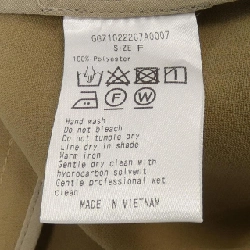 SIZE F
100% Polyester
Hand wash
Do not bleach
Do not tumble dry
Line dry in shade
Warm iron
Gentle dry clean with
hydrocarbon solvent
Gentle professional
wet clean
MADE IN VIETNAM